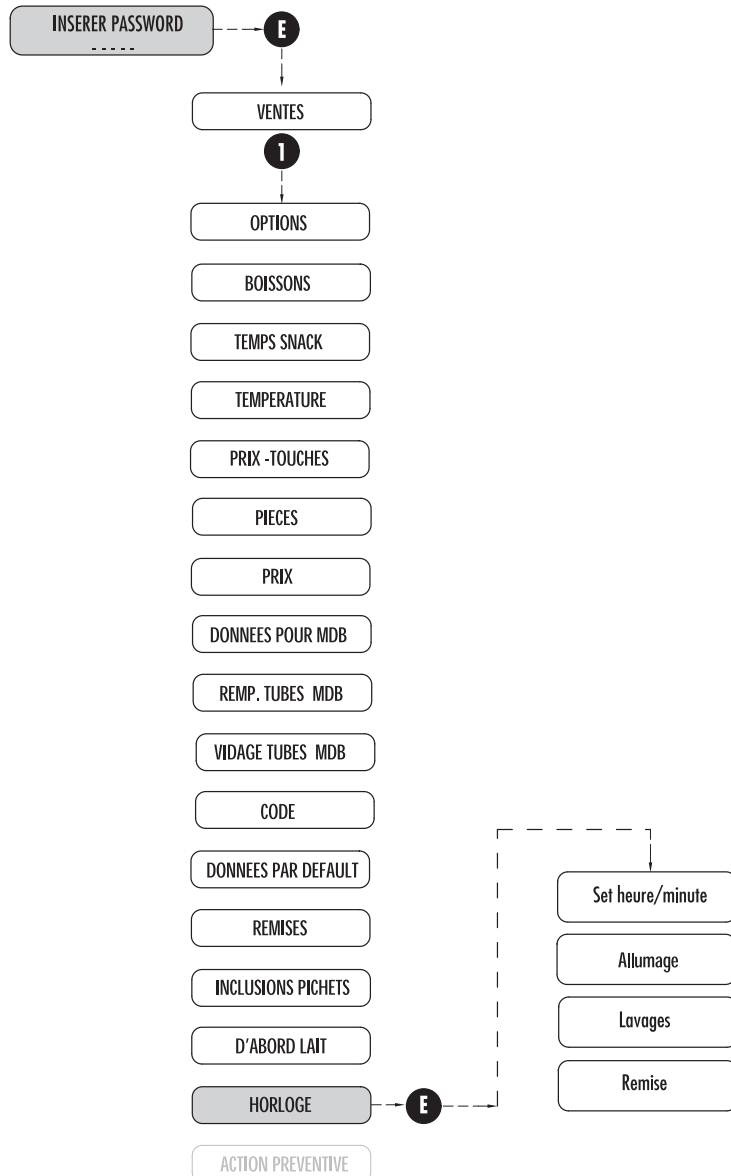 INSERER PASSWORD
- - - - -
E
VENTES
1
OPTIONS
BOISSONS
TEMPS SNACK
TEMPERATURE
PRIX -TOUCHES
PIECES
PRIX
DONNEES POUR MDB
REMP. TUBES MDB
VIDAGE TUBES MDB
CODE
DONNEES PAR DEFAULT
REMISES
INCLUSIONS PICHETS
D'ABORD LAIT
HORLOGE
E
Set heure/minute
Allumage
Lavages
Remise
ACTION PREVENTIVE